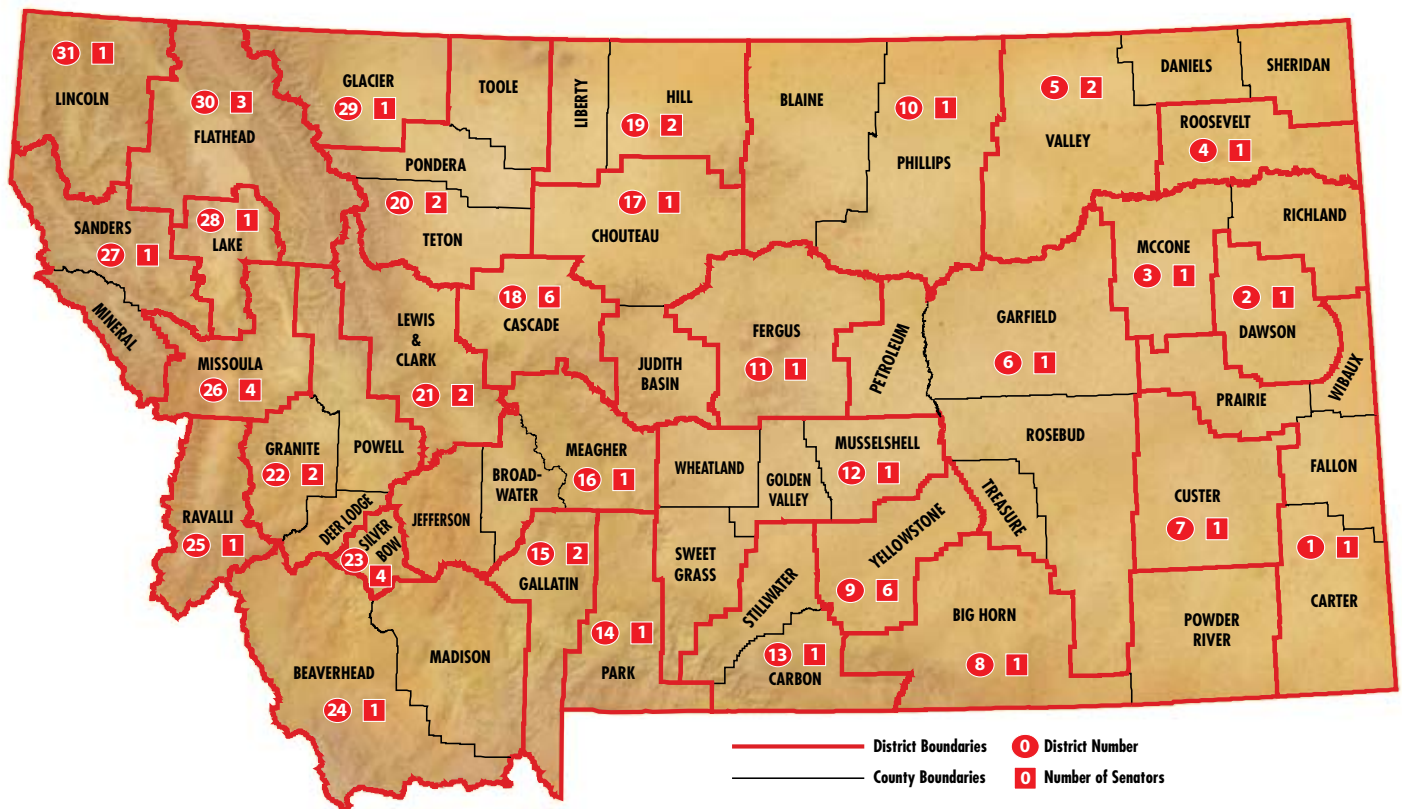 31 1
LINCOLN
30 3
FLATHEAD
GLACIER
29 1
TOOLE
LIBERTY
HILL
19 2
BLAINE
10 1
PHILLIPS
5 2
VALLEY
DANIELS
SHERIDAN
ROOSEVELT
4 1
PONDERA
20 2
TETON
17 1
CHOUTEAU
SANDERS
27 1
28 1
LAKE
MINERAL
MISSOULA
26 4
LEWIS
&
CLARK
21 2
18 6
CASCADE
JUDITH
BASIN
FERGUS
11 1
PETROLEUM
GARFIELD
6 1
MCCONE
3 1
RICHLAND
2 1
DAWSON
WIBAUX
PRAIRIE
RAVALLI
25 1
GRANITE
22 2
POWELL
DEER LODGE
SILVER
BOW
23 4
JEFFERSON
BROAD-
WATER
MEAGHER
16 1
WHEATLAND
GOLDEN
VALLEY
MUSSELSHELL
12 1
ROSEBUD
TREASURE
CUSTER
7 1
FALLON
1 1
CARTER
BEAVERHEAD
24 1
MADISON
15 2
GALLATIN
14 1
PARK
SWEET
GRASS
STILLWATER
13 1
CARBON
YELLOWSTONE
9 6
BIG HORN
8 1
POWDER
RIVER
District Boundaries 0 District Number
County Boundaries 0 Number of Senators